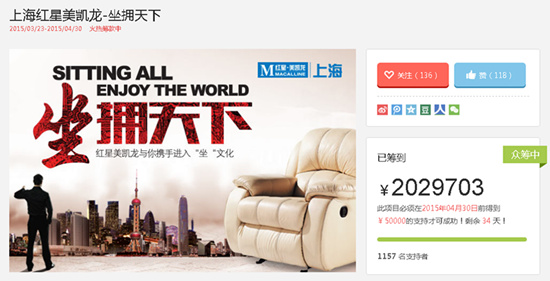 上海红星美凯龙-坐拥天下
2015/03/23-2015/04/30 火热筹款中
SITTING ALL
ENJOY THE WORLD
坐拥天下
红星美凯龙与你携手进入“坐”文化
M 红星·美凯龙 MACALLINE 上海
关注（136）
赞（118）
豆
众筹中
已筹到
￥2029703
此项目必须在2015年04月30日前得到
￥50000的支持才可成功！剩余 34 天！
1157 名支持者